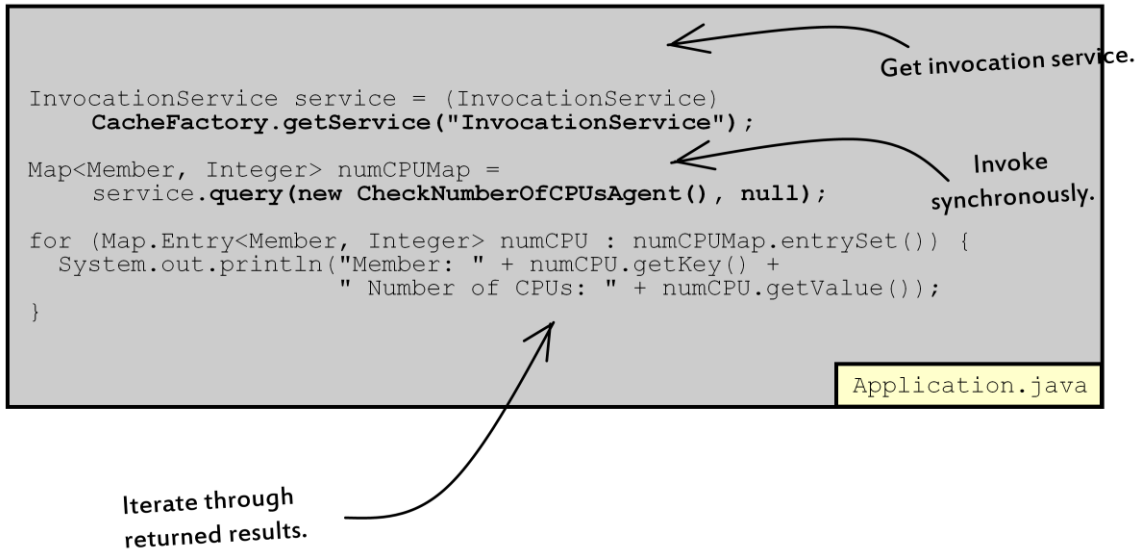 Get invocation service.
InvocationService service = (InvocationService)
    CacheFactory.getService("InvocationService");
Map<Member, Integer> numCPUMap =
    service.query(new CheckNumberOfCPUsAgent(), null);
Invoke
synchronously.
for (Map.Entry<Member, Integer> numCPU : numCPUMap.entrySet()) {
  System.out.println("Member: " + numCPU.getKey() +
                     " Number of CPUs: " + numCPU.getValue());
}
Application.java
Iterate through
returned results.